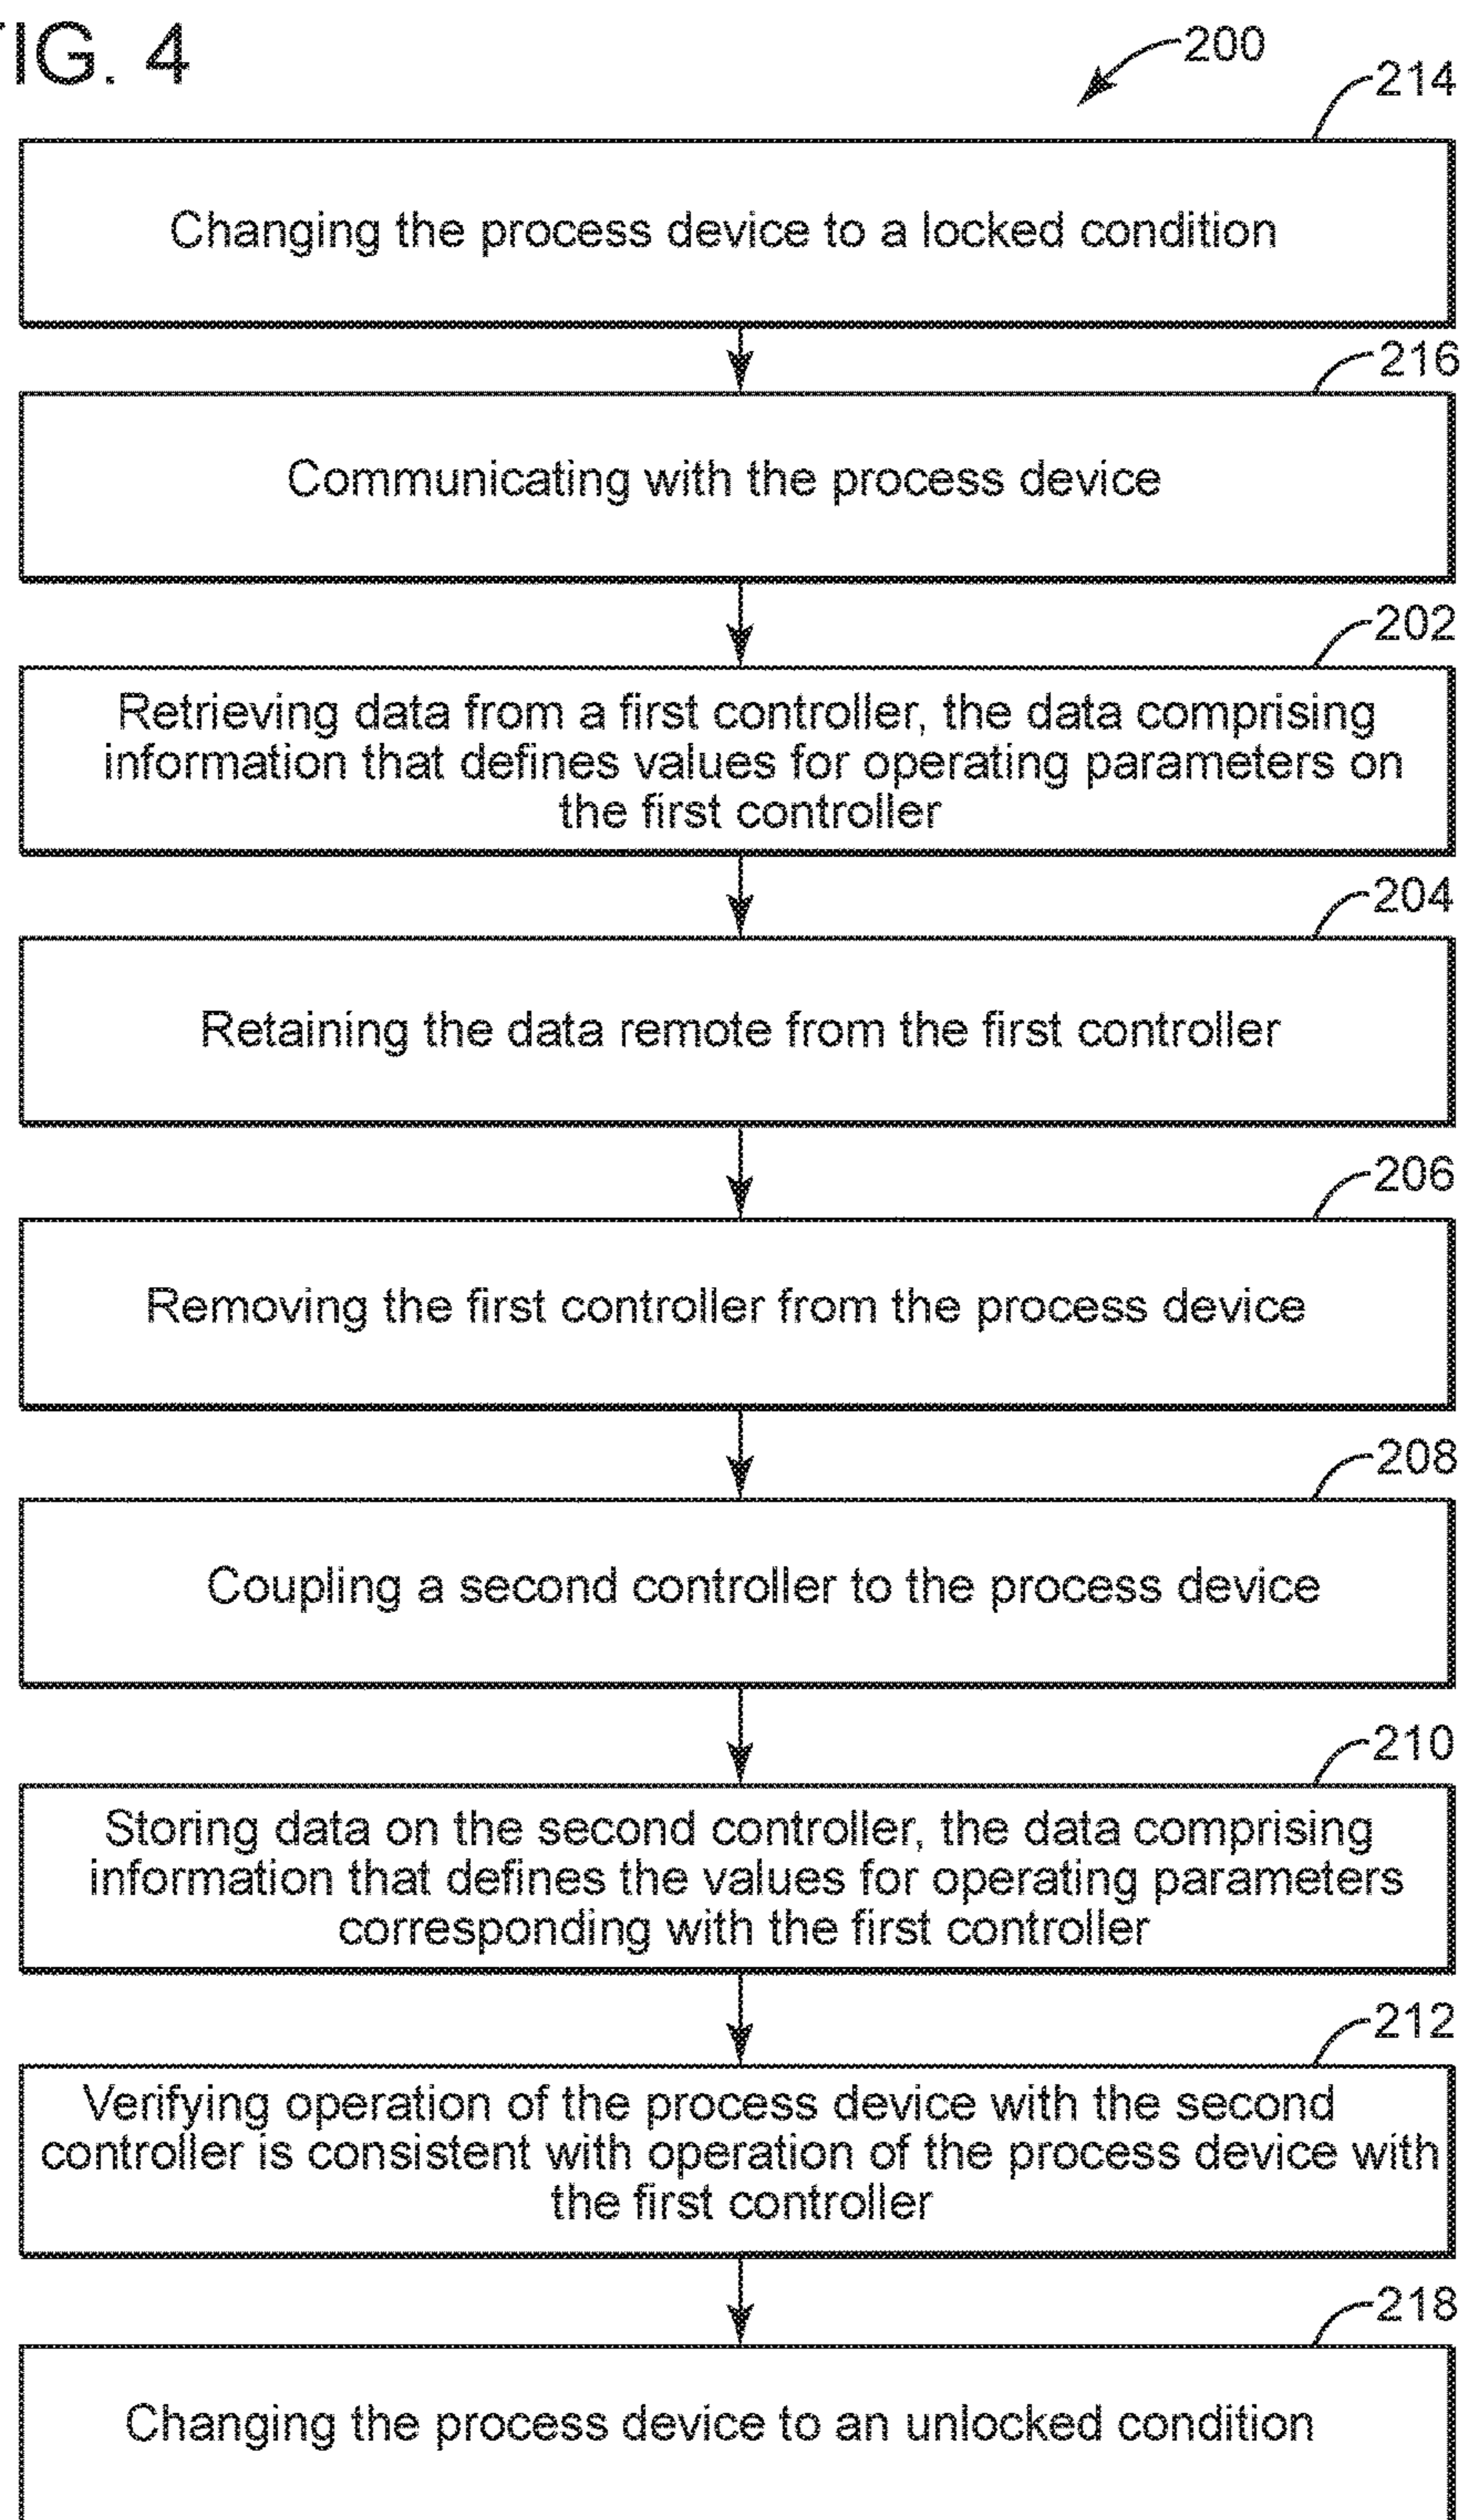 IG. 4
200
214
Changing the process device to a locked condition
216
Communicating with the process device
202
Retrieving data from a first controller, the data comprising
information that defines values for operating parameters on
the first controller
204
Retaining the data remote from the first controller
206
Removing the first controller from the process device
208
Coupling a second controller to the process device
210
Storing data on the second controller, the data comprising
information that defines the values for operating parameters
corresponding with the first controller
212
Verifying operation of the process device with the second
controller is consistent with operation of the process device with
the first controller
218
Changing the process device to an unlocked condition